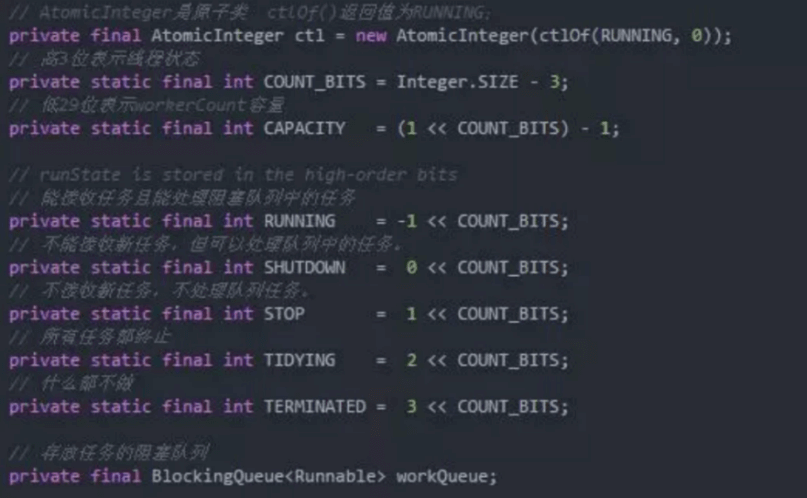 // AtomicInteger是原子类  ctlOf()返回值为RUNNING;
private final AtomicInteger ctl = new AtomicInteger(ctlOf(RUNNING, 0));
// 高3位表示线程状态
private static final int COUNT_BITS = Integer.SIZE - 3;
// 低29位表示workerCount容量
private static final int CAPACITY   = (1 << COUNT_BITS) - 1;
// runState is stored in the high-order bits
// 能接收任务且能处理阻塞队列中的任务
private static final int RUNNING    = -1 << COUNT_BITS;
// 不能接收新任务，但可以处理队列中的任务。
private static final int SHUTDOWN   =  0 << COUNT_BITS;
// 不接收新任务，不处理队列任务。
private static final int STOP       =  1 << COUNT_BITS;
// 所有任务都终止
private static final int TIDYING    =  2 << COUNT_BITS;
// 什么都不做
private static final int TERMINATED =  3 << COUNT_BITS;
// 存放任务的阻塞队列
private final BlockingQueue<Runnable> workQueue;